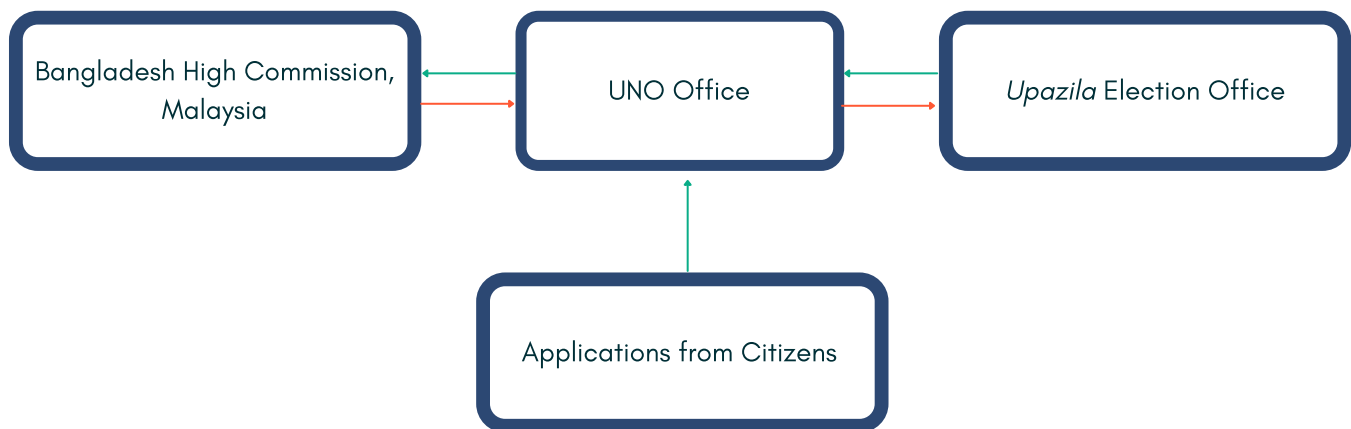 Bangladesh High Commission,
Malaysia
UNO Office
Upazila Election Office
Applications from Citizens